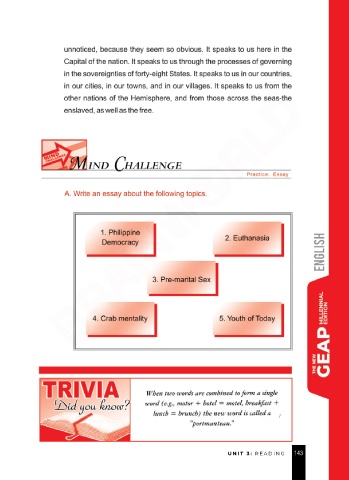 unnoticed, because they seem so obvious. It speaks to us here in the
Capital of the nation. It speaks to us through the processes of governing
in the sovereignties of forty-eight States. It speaks to us in our countries,
in our cities, in our towns, and in our villages. It speaks to us from the
other nations of the Hemisphere, and from those across the seas-the
enslaved, as well as the free.
MIND CHALLENGE
Practice: Essay
A. Write an essay about the following topics.
1. Philippine
Democracy
2. Euthanasia
3. Pre-marital Sex
4. Crab mentality
5. Youth of Today
ENGLISH
THE NEW
GEAP MILLENNIAL
EDITION
TRIVIA
Did you know?
When two words are combined to form a single
word (e.g., motor + hotel = motel, breakfast +
lunch = brunch) the new word is called a
"portmanteau."
UNIT 3: READING 143